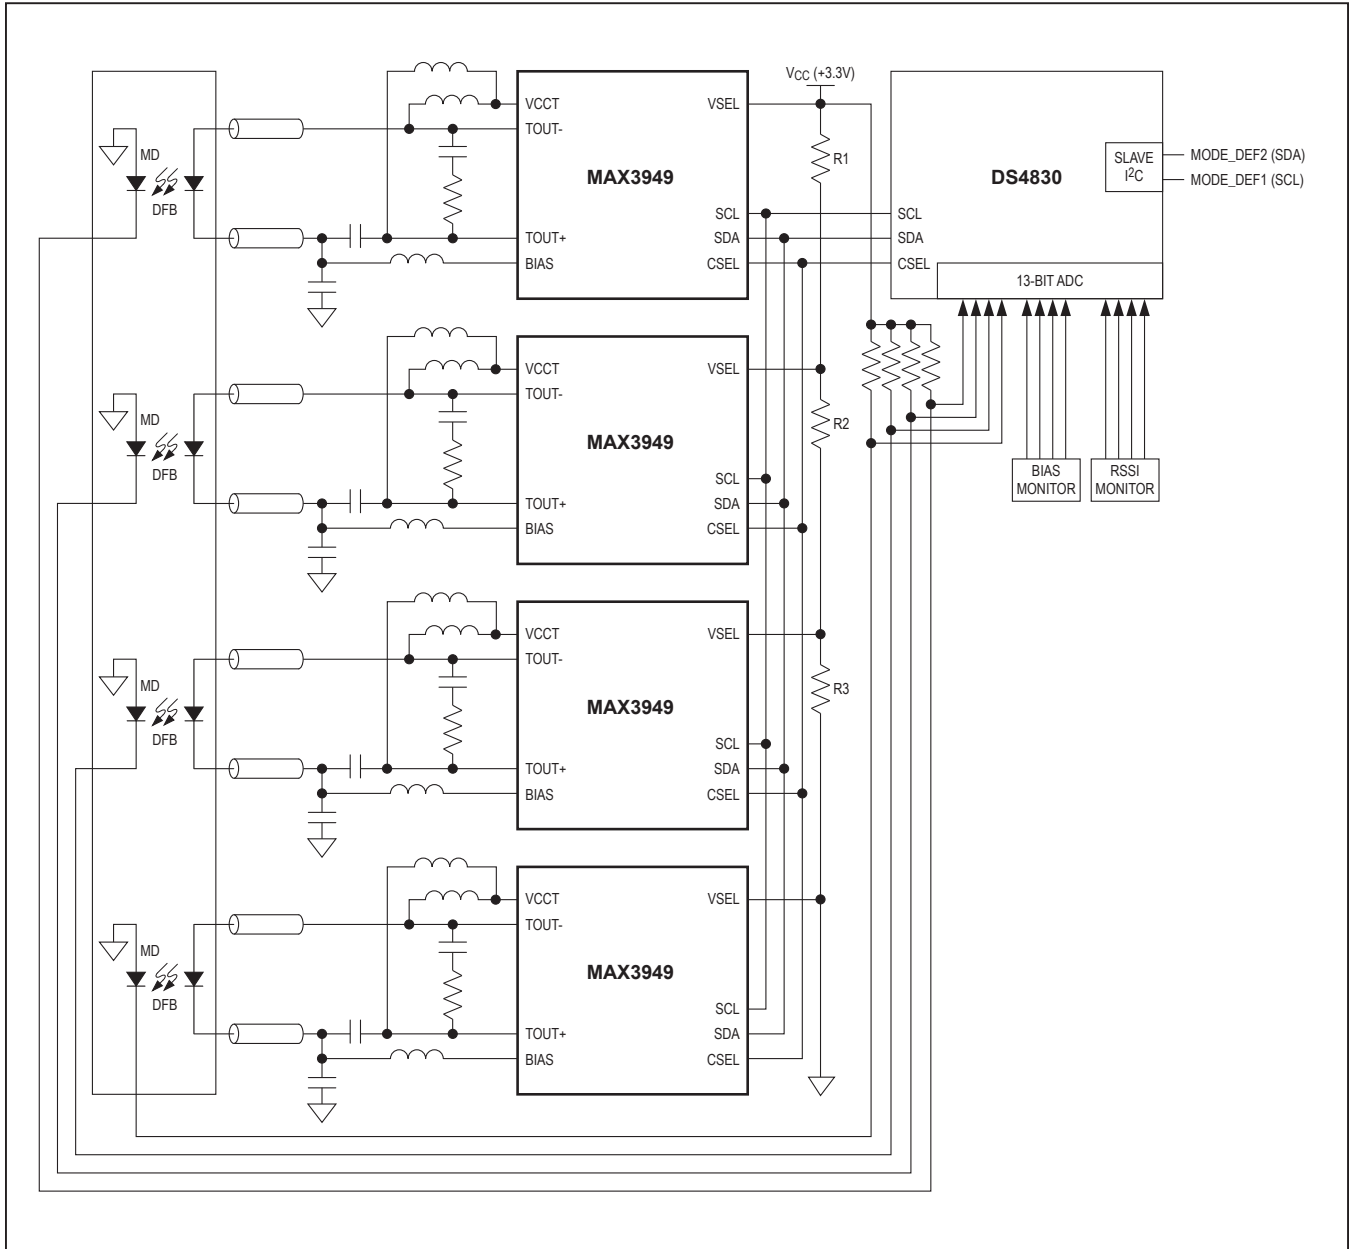 VCC (+3.3V)
VCCT
TOUT-
MAX3949
TOUT+
BIAS
VSEL
SCL
SDA
CSEL
R1
DS4830
SCL
SDA
CSEL
SLAVE
I2C
MODE_DEF2 (SDA)
MODE_DEF1 (SCL)
13-BIT ADC
BIAS
MONITOR
RSSI
MONITOR
MD
DFB
VCCT
TOUT-
MAX3949
TOUT+
BIAS
VSEL
SCL
SDA
CSEL
R2
MD
DFB
VCCT
TOUT-
MAX3949
TOUT+
BIAS
VSEL
SCL
SDA
CSEL
R3
MD
DFB
VCCT
TOUT-
MAX3949
TOUT+
BIAS
VSEL
SCL
SDA
CSEL
MD
DFB